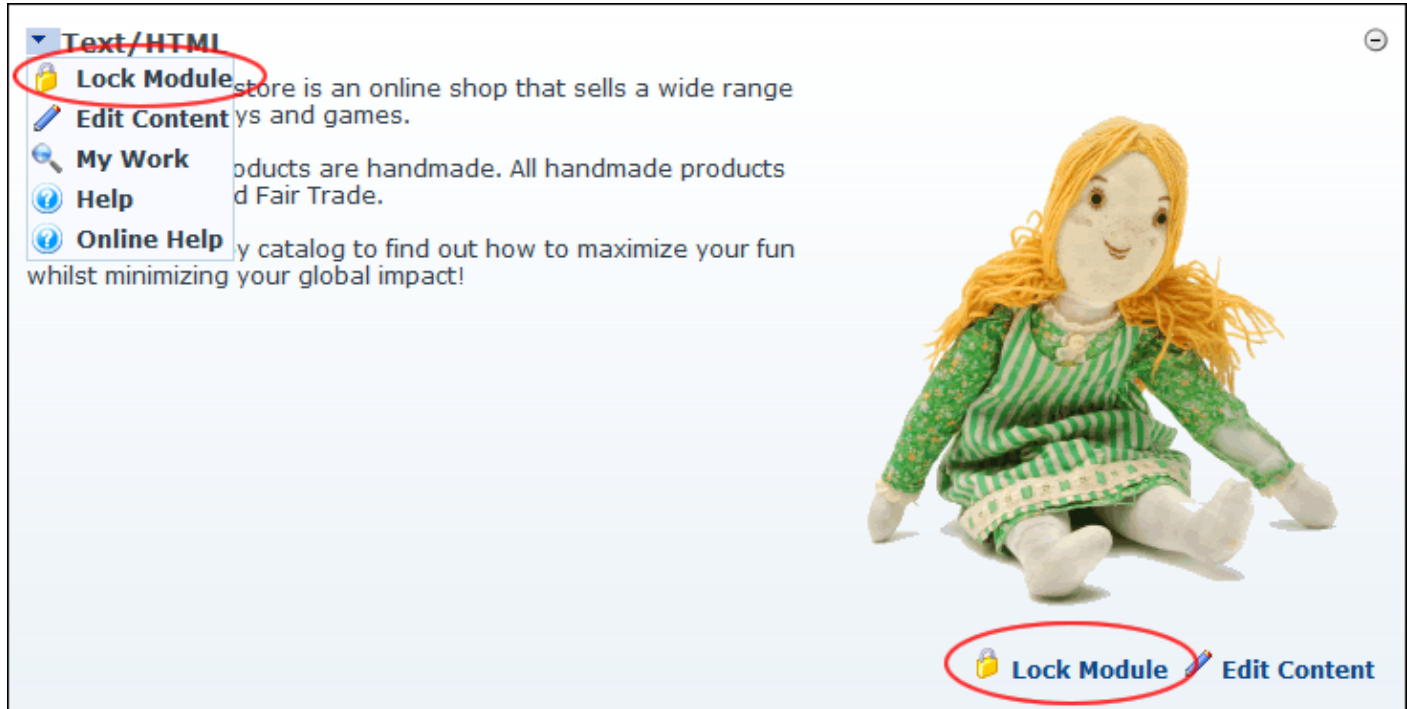 Text/HTML
Lock Module
store is an online shop that sells a wide range
Edit Content
ys and games.
My Work
oducts are handmade. All handmade products
Help
d Fair Trade.
Online Help
y catalog to find out how to maximize your fun
whilst minimizing your global impact!
Lock Module Edit Content